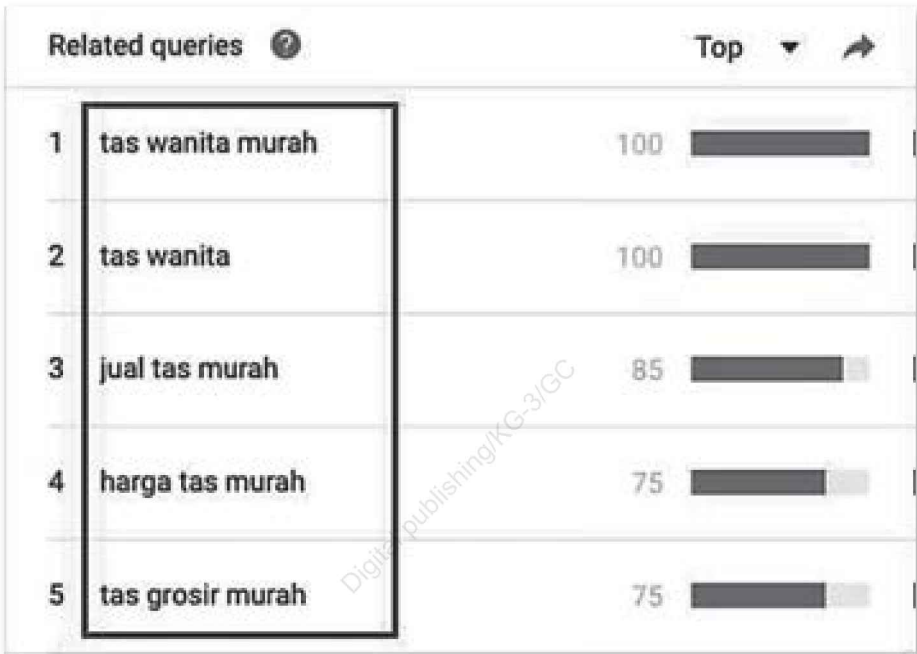 Related queries ?
Top
1 tas wanita murah 100
2 tas wanita 100
3 jual tas murah 85
4 harga tas murah 75
5 tas grosir murah 75
Digital publishing/KG-3/GC